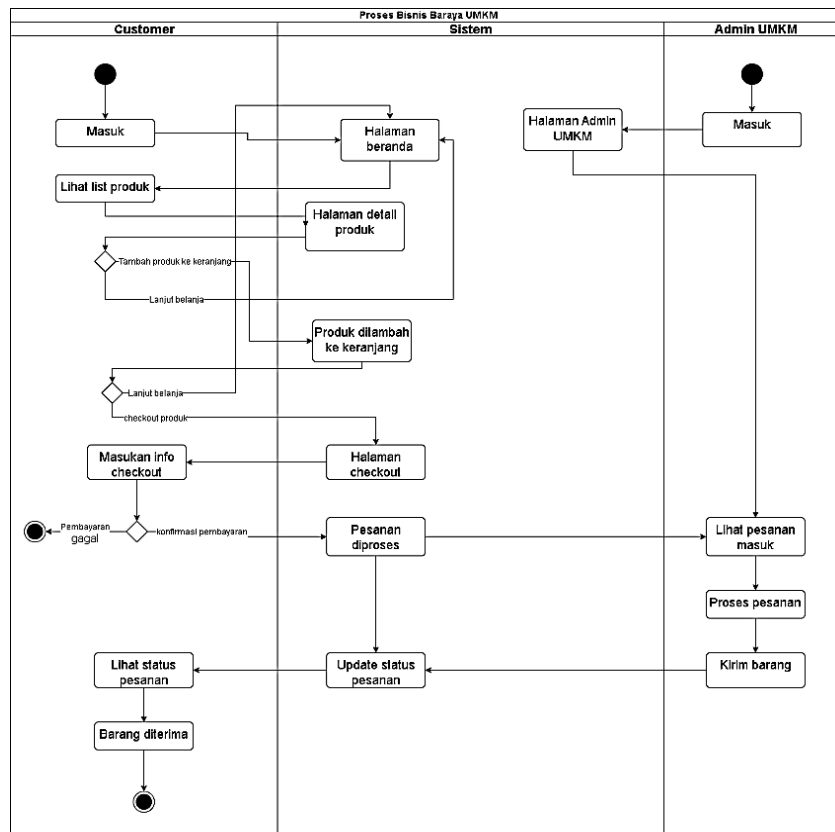 Proses Bisnis Baraya UMKM
Customer
Sistem
Admin UMKM
Masuk
Halaman
beranda
Halaman Admin
UMKM
Masuk
Lihat list produk
Halaman detail
produk
Tambah produk ke keranjang
Lanjut belanja
Produk ditambah
ke keranjang
Lanjut belanja
checkout produk
Masukan info
checkout
Halaman
checkout
Pembayaran
gagal
konfirmasi pembayaran
Pesanan
diproses
Lihat pesanan
masuk
Proses pesanan
Lihat status
pesanan
Update status
pesanan
Kirim barang
Barang diterima